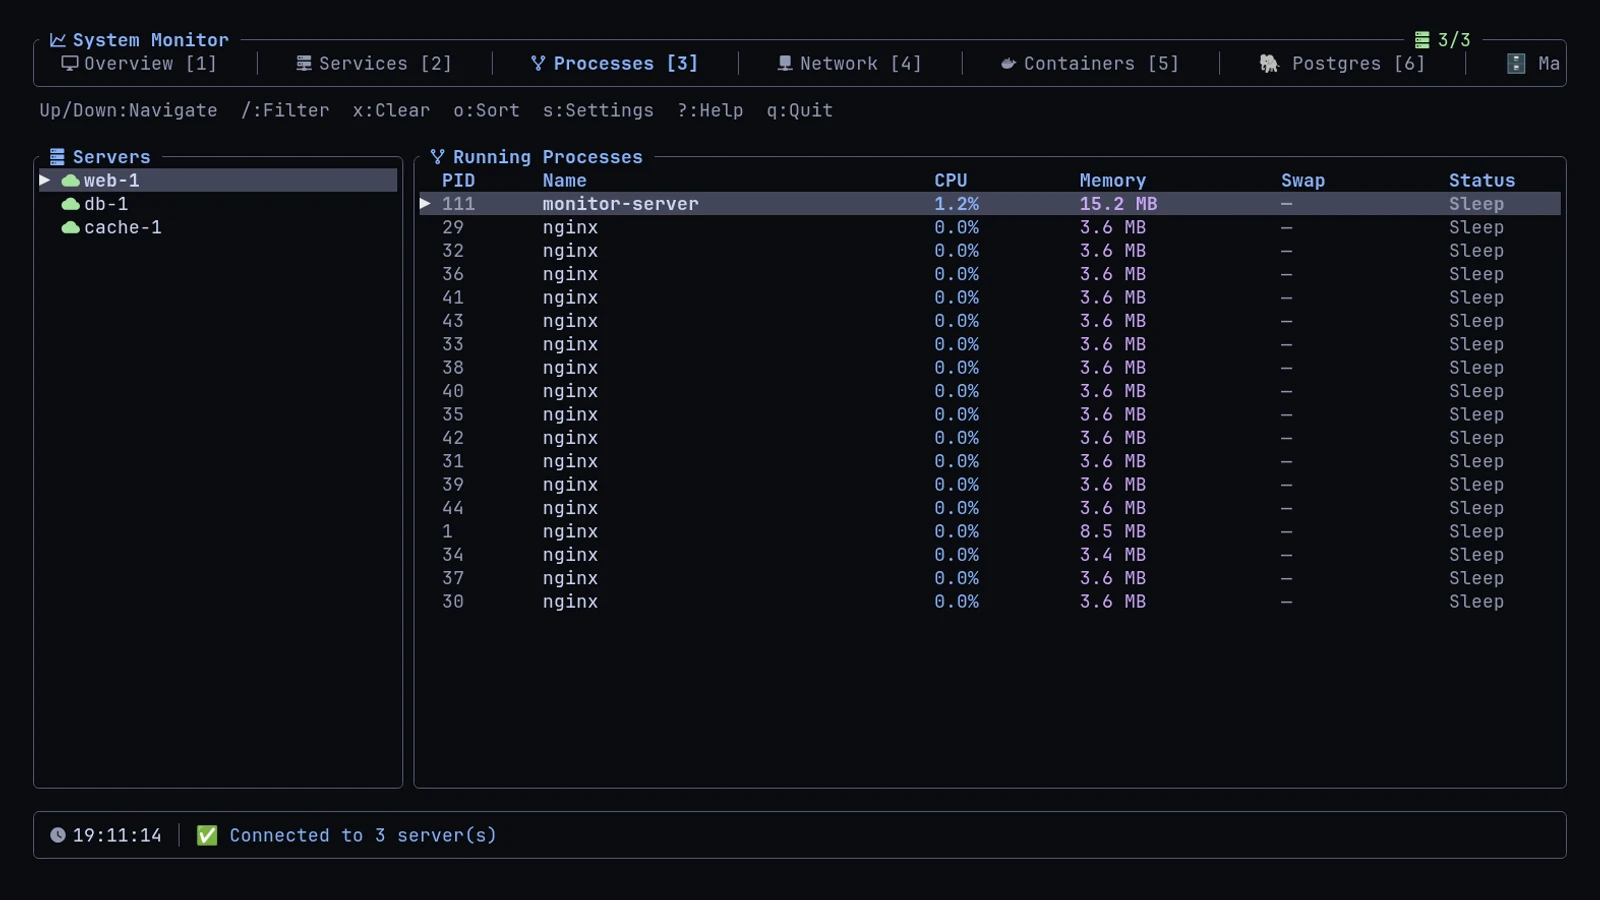 System Monitor 3/3
Overview [1] Services [2] Processes [3] Network [4] Containers [5] Postgres [6] Ma
Up/Down:Navigate /:Filter x:Clear o:Sort s:Settings ?:Help q:Quit
Servers
web-1
db-1
cache-1
Running Processes
PID Name CPU Memory Swap Status
111 monitor-server 1.2% 15.2 MB — Sleep
29 nginx 0.0% 3.6 MB — Sleep
32 nginx 0.0% 3.6 MB — Sleep
36 nginx 0.0% 3.6 MB — Sleep
41 nginx 0.0% 3.6 MB — Sleep
43 nginx 0.0% 3.6 MB — Sleep
33 nginx 0.0% 3.6 MB — Sleep
38 nginx 0.0% 3.6 MB — Sleep
40 nginx 0.0% 3.6 MB — Sleep
35 nginx 0.0% 3.6 MB — Sleep
42 nginx 0.0% 3.6 MB — Sleep
31 nginx 0.0% 3.6 MB — Sleep
39 nginx 0.0% 3.6 MB — Sleep
44 nginx 0.0% 3.6 MB — Sleep
1 nginx 0.0% 8.5 MB — Sleep
34 nginx 0.0% 3.4 MB — Sleep
37 nginx 0.0% 3.6 MB — Sleep
30 nginx 0.0% 3.6 MB — Sleep
19:11:14 Connected to 3 server(s)